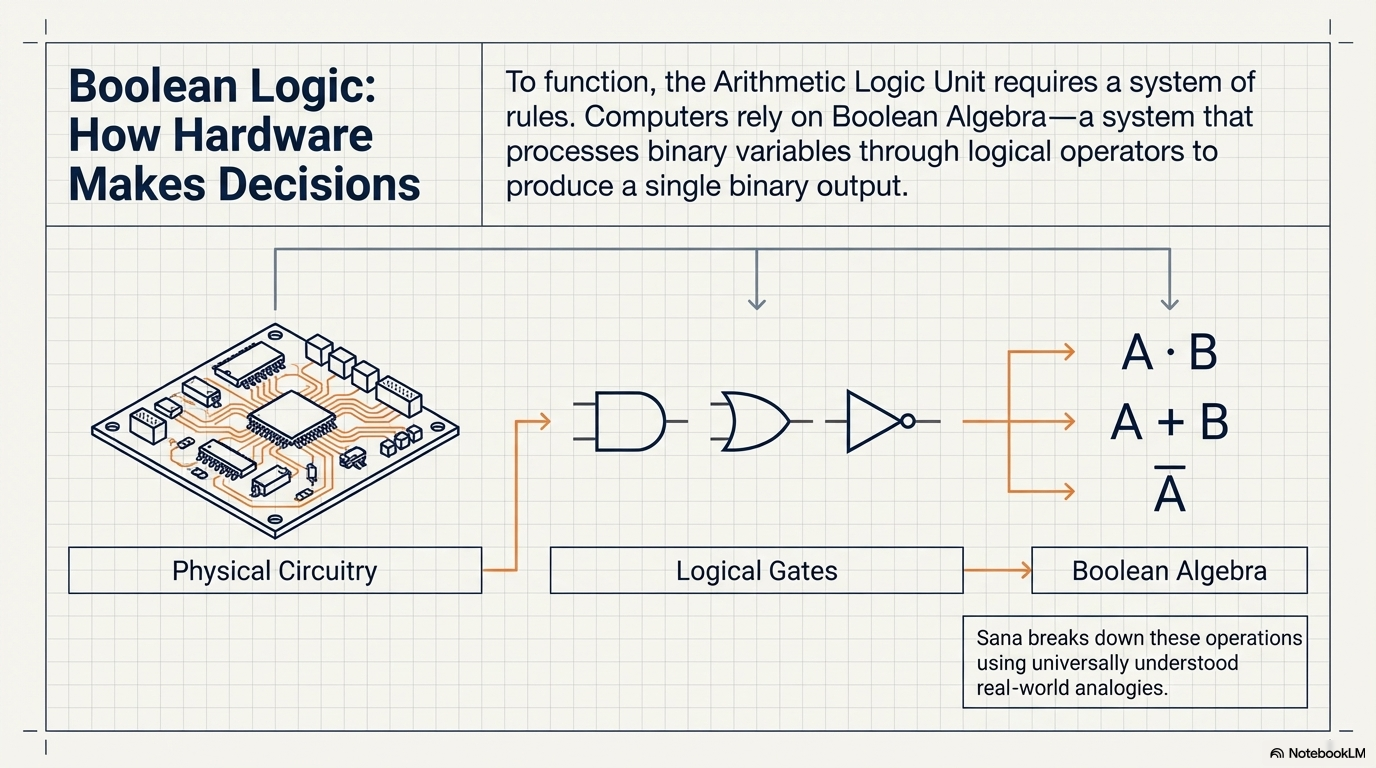 Boolean Logic:
How Hardware
Makes Decisions
To function, the Arithmetic Logic Unit requires a system of
rules. Computers rely on Boolean Algebra—a system that
processes binary variables through logical operators to
produce a single binary output.
A · B
A + B
A̅
Physical Circuitry
Logical Gates
Boolean Algebra
Sana breaks down these operations
using universally understood
real-world analogies.
NotebookLM